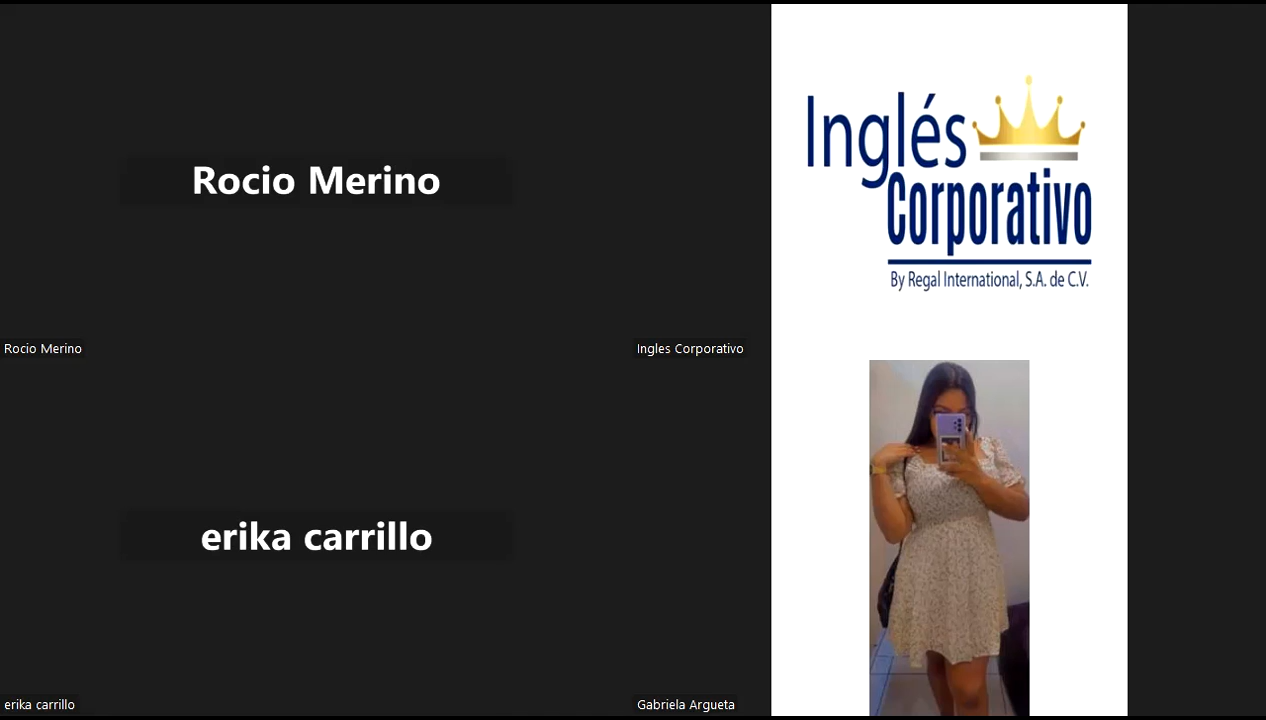 Rocio Merino
Inglés
Corporativo
By Regal International, S.A. de C.V.
Rocio Merino
Ingles Corporativo
erika carrillo
erika carrillo
Gabriela Argueta